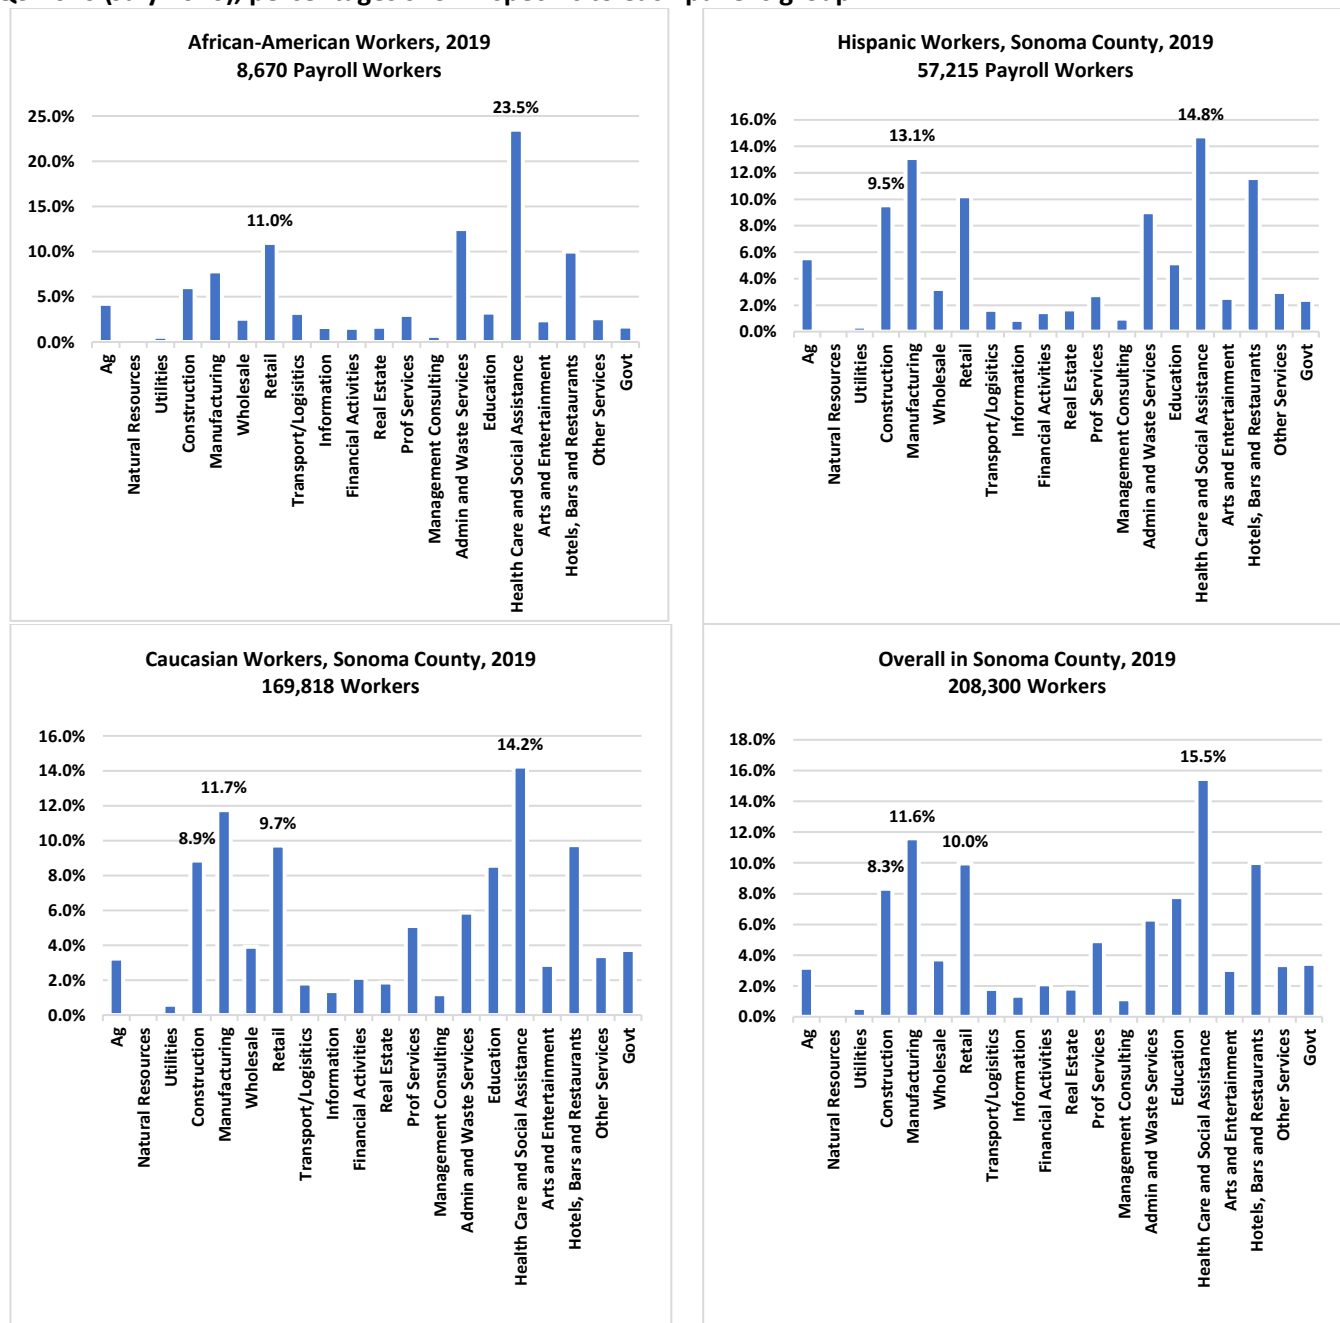 African-American Workers, 2019
8,670 Payroll Workers
25.0%
20.0%
15.0%
10.0%
5.0%
0.0%
11.0%
23.5%
Ag
Natural Resources
Utilities
Construction
Manufacturing
Wholesale
Retail
Transport/Logisitics
Information
Financial Activities
Real Estate
Prof Services
Management Consulting
Admin and Waste Services
Education
Health Care and Social Assistance
Arts and Entertainment
Hotels, Bars and Restaurants
Other Services
Govt
Hispanic Workers, Sonoma County, 2019
57,215 Payroll Workers
16.0%
14.0%
12.0%
10.0%
8.0%
6.0%
4.0%
2.0%
0.0%
9.5%
13.1%
14.8%
Ag
Natural Resources
Utilities
Construction
Manufacturing
Wholesale
Retail
Transport/Logisitics
Information
Financial Activities
Real Estate
Prof Services
Management Consulting
Admin and Waste Services
Education
Health Care and Social Assistance
Arts and Entertainment
Hotels, Bars and Restaurants
Other Services
Govt
Caucasian Workers, Sonoma County, 2019
169,818 Workers
16.0%
14.0%
12.0%
10.0%
8.0%
6.0%
4.0%
2.0%
0.0%
8.9%
11.7%
9.7%
14.2%
Ag
Natural Resources
Utilities
Construction
Manufacturing
Wholesale
Retail
Transport/Logisitics
Information
Financial Activities
Real Estate
Prof Services
Management Consulting
Admin and Waste Services
Education
Health Care and Social Assistance
Arts and Entertainment
Hotels, Bars and Restaurants
Other Services
Govt
Overall in Sonoma County, 2019
208,300 Workers
18.0%
16.0%
14.0%
12.0%
10.0%
8.0%
6.0%
4.0%
2.0%
0.0%
8.3%
11.6%
10.0%
15.5%
Ag
Natural Resources
Utilities
Construction
Manufacturing
Wholesale
Retail
Transport/Logisitics
Information
Financial Activities
Real Estate
Prof Services
Management Consulting
Admin and Waste Services
Education
Health Care and Social Assistance
Arts and Entertainment
Hotels, Bars and Restaurants
Other Services
Govt